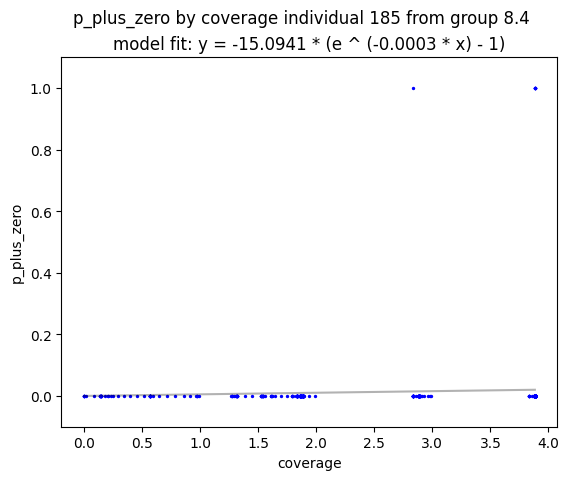 p_plus_zero by coverage individual 185 from group 8.4
model fit: y = -15.0941 * (e ^ (-0.0003 * x) - 1)
1.0
0.8
0.6
0.4
0.2
0.0
p_plus_zero
0.0 0.5 1.0 1.5 2.0 2.5 3.0 3.5 4.0
coverage